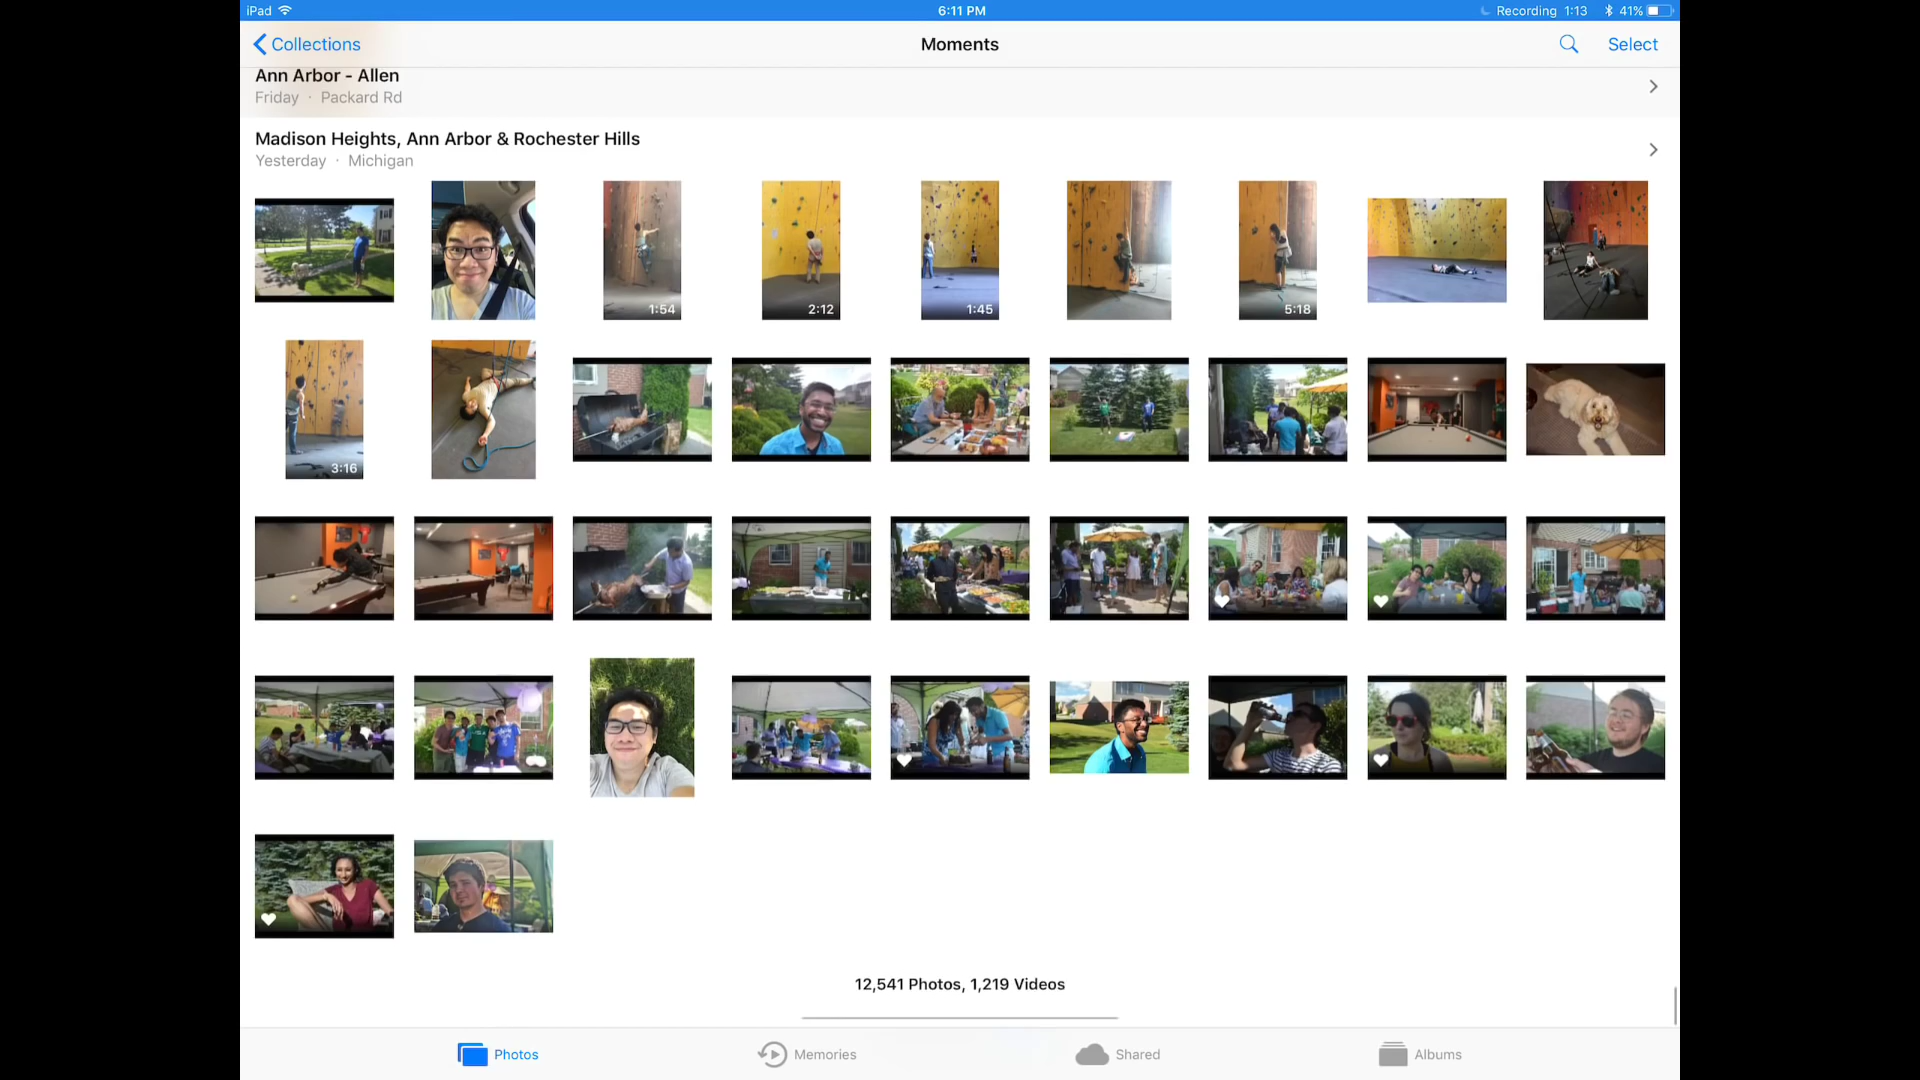 iPad 6:11 PM Recording 1:13 41%
Collections Moments Select
Ann Arbor - Allen
Friday · Packard Rd
Madison Heights, Ann Arbor & Rochester Hills
Yesterday · Michigan
1:54 2:12 1:45 5:18
3:16
12,541 Photos, 1,219 Videos
Photos Memories Shared Albums